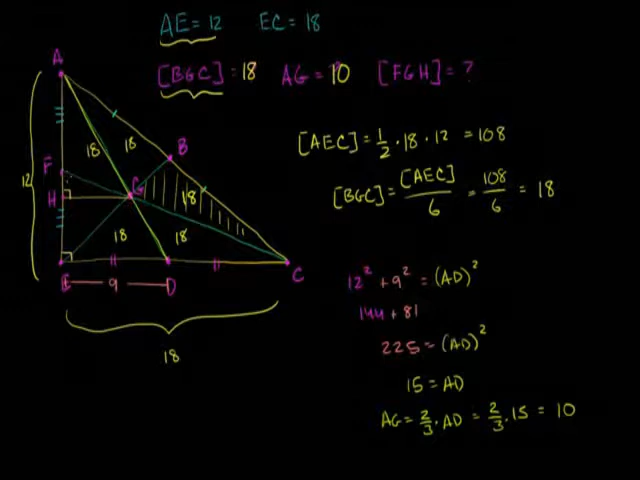 AE = 12 EC = 18
[BGC] = 18 AG = 10 [FGH] = ?
A
B
18
18
F
12
G
H
18
18
18
E
9
D
C
18
[AEC] = 1/2 · 18 · 12 = 108
[BGC] = [AEC]/6 = 108/6 = 18
12² + 9² = (AD)²
144 + 81
225 = (AD)²
15 = AD
AG = 2/3 · AD = 2/3 · 15 = 10